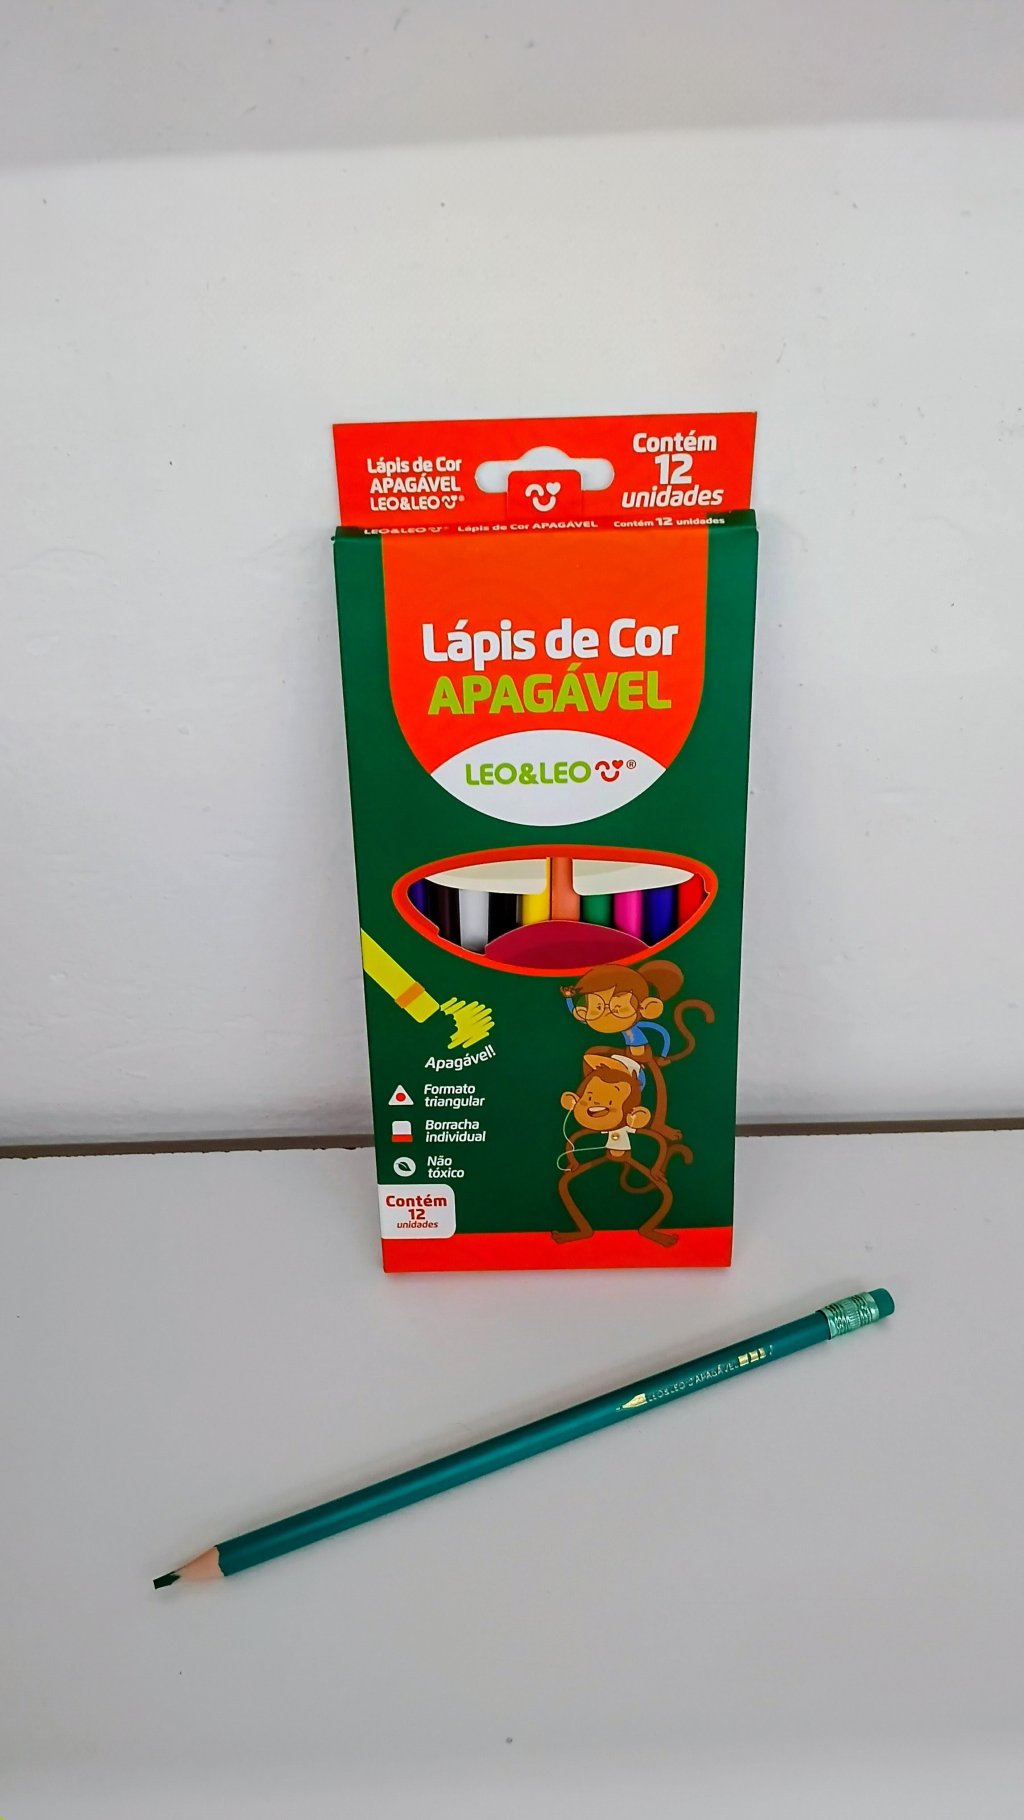 Lápis de Cor
APAGÁVEL
LEO&LEO
Contém
12
unidades
LEO&LEO Lápis de Cor APAGÁVEL Contém 12 unidades
Lápis de Cor
APAGÁVEL
LEO&LEO®
Apagável!
Formato
triangular
Borracha
individual
Não
tóxico
Contém
12
unidades
LEO&LEO APAGÁVEL